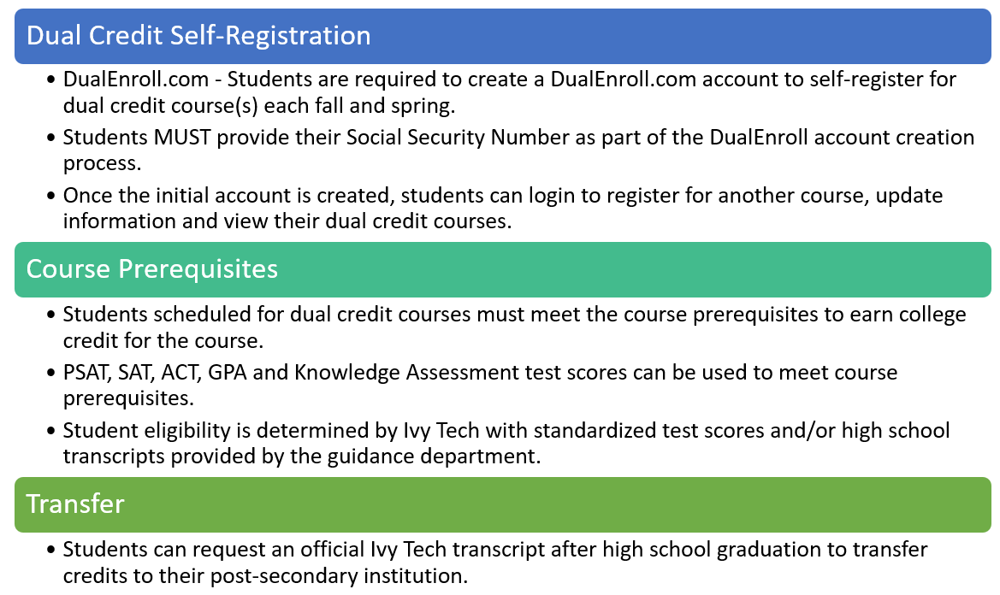 Dual Credit Self-Registration
• DualEnroll.com - Students are required to create a DualEnroll.com account to self-register for
dual credit course(s) each fall and spring.
• Students MUST provide their Social Security Number as part of the DualEnroll account creation
process.
• Once the initial account is created, students can login to register for another course, update
information and view their dual credit courses.
Course Prerequisites
• Students scheduled for dual credit courses must meet the course prerequisites to earn college
credit for the course.
• PSAT, SAT, ACT, GPA and Knowledge Assessment test scores can be used to meet course
prerequisites.
• Student eligibility is determined by Ivy Tech with standardized test scores and/or high school
transcripts provided by the guidance department.
Transfer
• Students can request an official Ivy Tech transcript after high school graduation to transfer
credits to their post-secondary institution.